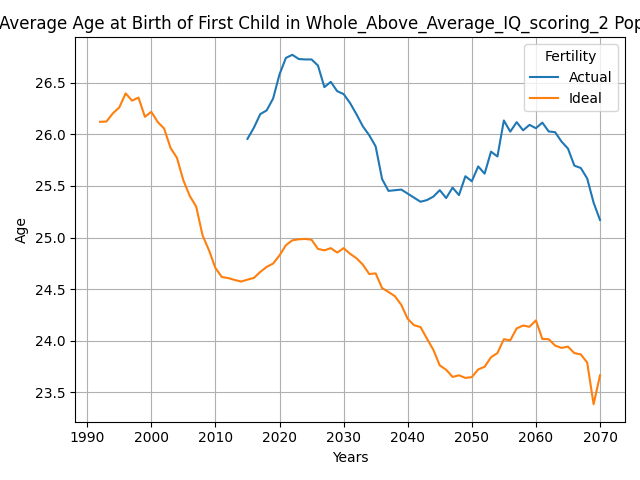 Average Age at Birth of First Child in Whole_Above_Average_IQ_scoring_2
Fertility
Actual
Ideal
26.5
26.0
25.5
25.0
24.5
24.0
23.5
Age
1990 2000 2010 2020 2030 2040 2050 2060 2070
Years